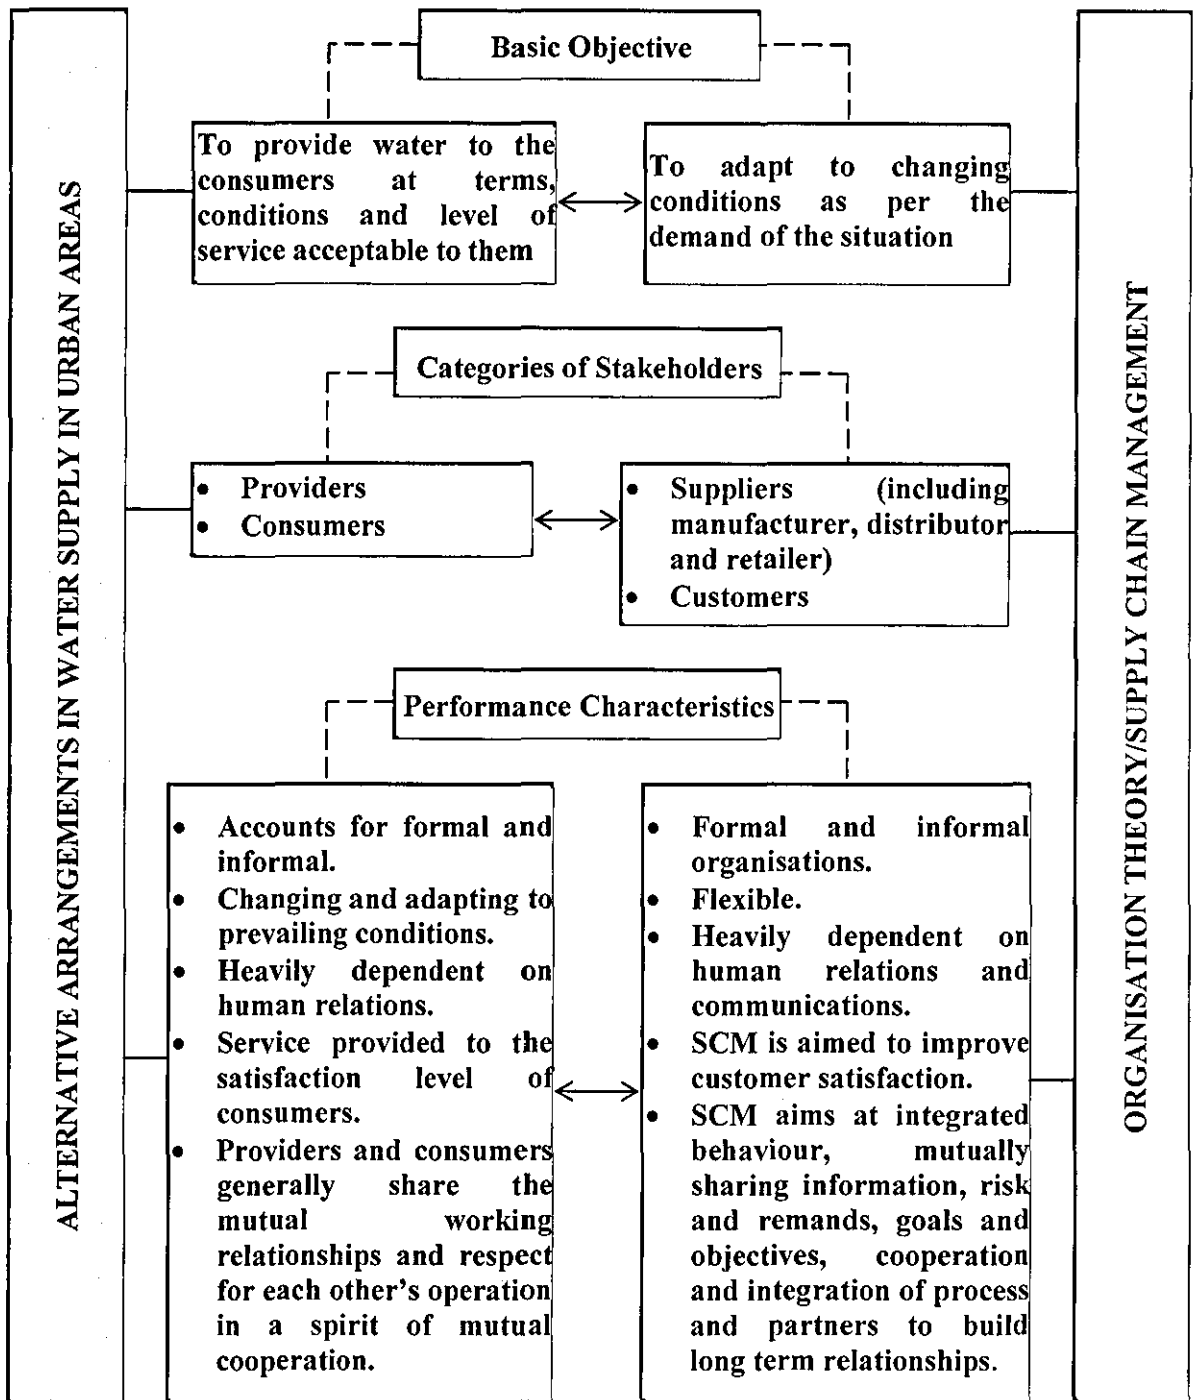 ALTERNATIVE ARRANGEMENTS IN WATER SUPPLY IN URBAN AREAS
Basic Objective
To provide water to the
consumers at terms,
conditions and level of
service acceptable to them
To adapt to changing
conditions as per the
demand of the situation
Categories of Stakeholders
• Providers
• Consumers
• Suppliers (including
manufacturer, distributor
and retailer)
• Customers
Performance Characteristics
• Accounts for formal and
informal.
• Changing and adapting to
prevailing conditions.
• Heavily dependent on
human relations.
• Service provided to the
satisfaction level of
consumers.
• Providers and consumers
generally share the
mutual working
relationships and respect
for each other's operation
in a spirit of mutual
cooperation.
• Formal and informal
organisations.
• Flexible.
• Heavily dependent on
human relations and
communications.
• SCM is aimed to improve
customer satisfaction.
• SCM aims at integrated
behaviour, mutually
sharing information, risk
and remands, goals and
objectives, cooperation
and integration of process
and partners to build
long term relationships.
ORGANISATION THEORY/SUPPLY CHAIN MANAGEMENT